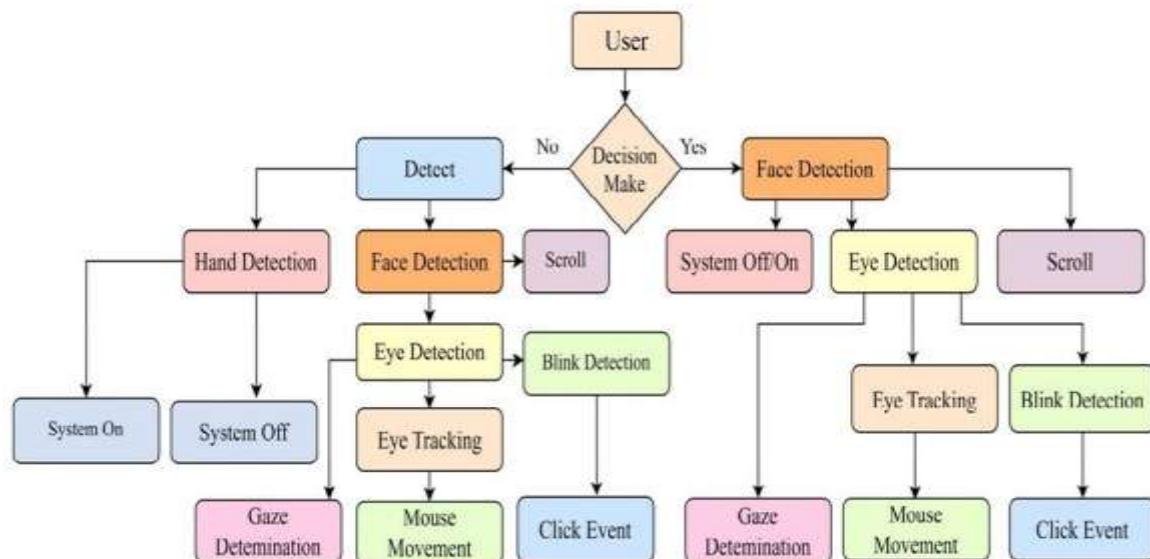 User
Decision
Make
No
Yes
Detect
Face Detection
Hand Detection
Face Detection
Scroll
System Off/On
Eye Detection
Scroll
Eye Detection
Blink Detection
Eye Tracking
Blink Detection
System On
System Off
Eye Tracking
Gaze
Detemination
Mouse
Movement
Click Event
Gaze
Detemination
Mouse
Movement
Click Event